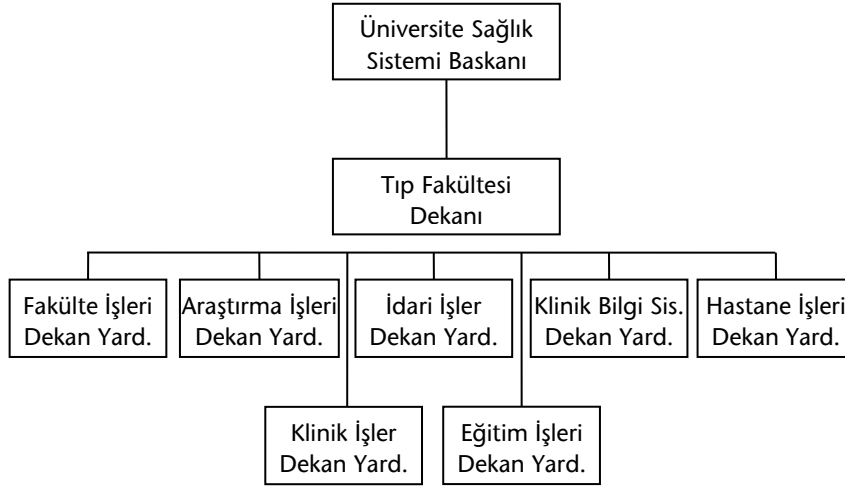 Üniversite Sağlık
Sistemi Baskanı
Tıp Fakültesi
Dekanı
Fakülte İşleri
Dekan Yard.
Araştırma İşleri
Dekan Yard.
İdari İşler
Dekan Yard.
Klinik Bilgi Sis.
Dekan Yard.
Hastane İşleri
Dekan Yard.
Klinik İşler
Dekan Yard.
Eğitim İşleri
Dekan Yard.